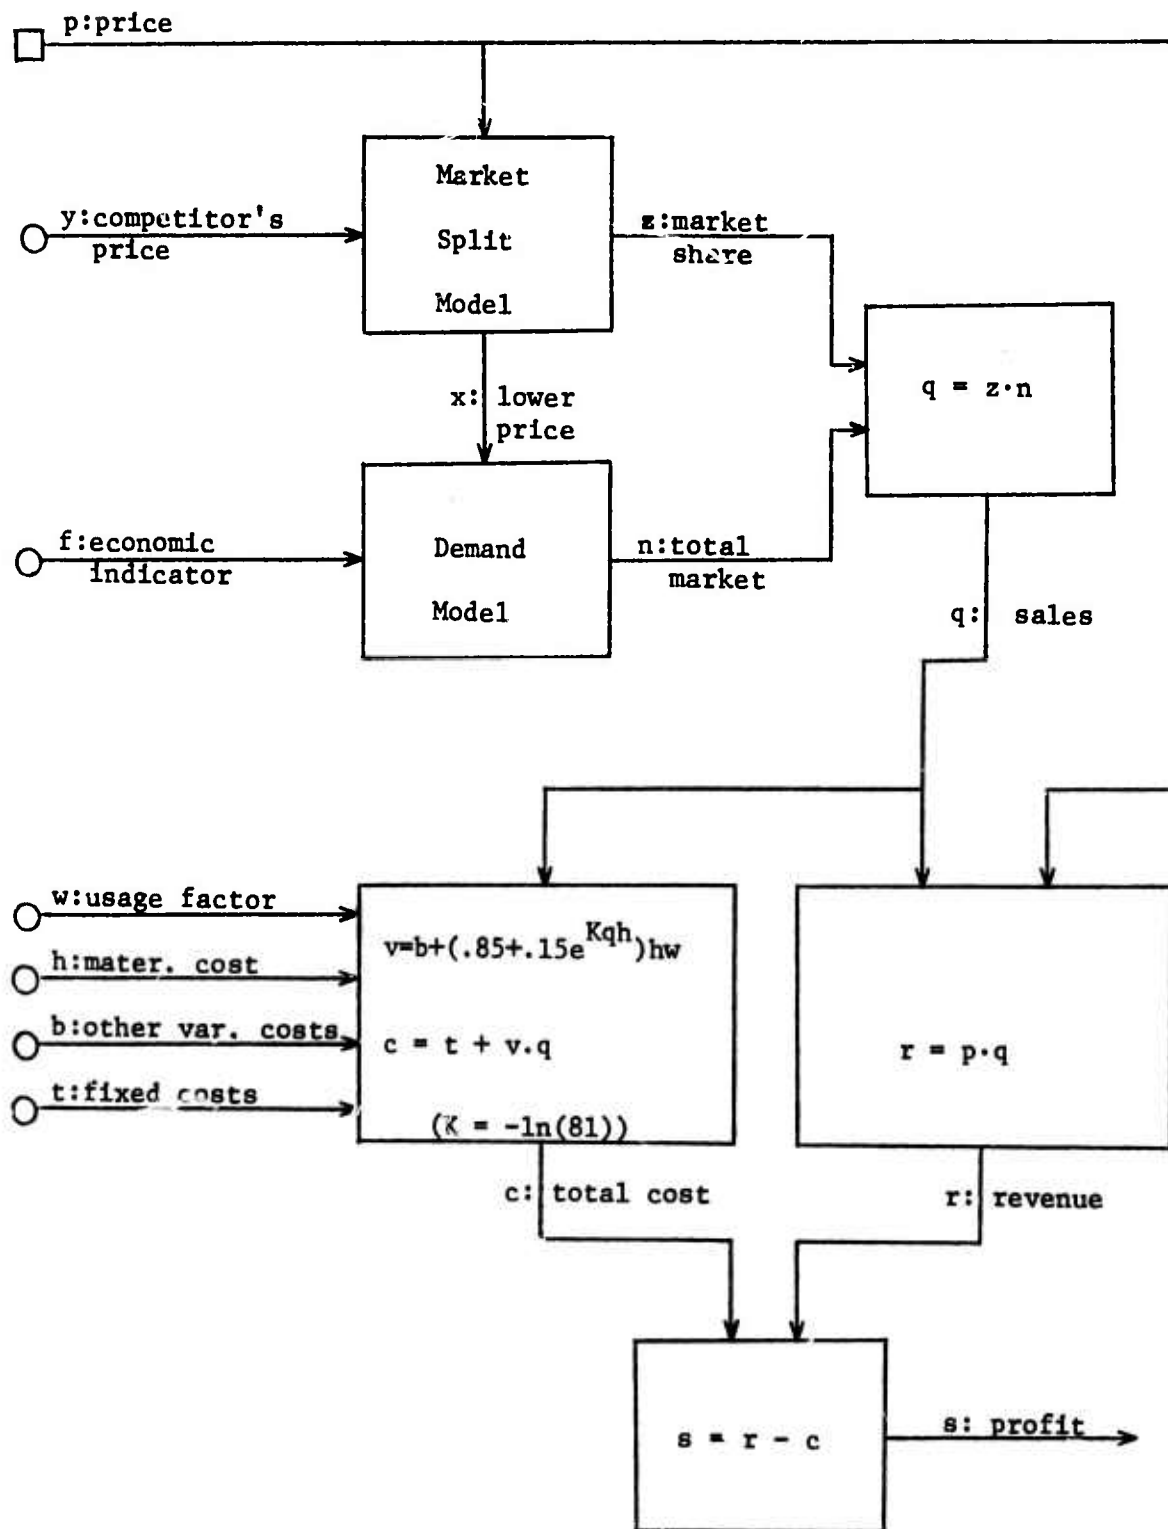 p:price
Market
Split
Model
y:competitor's
price
z:market
share
x: lower
price
q = z·n
f:economic
indicator
Demand
Model
n:total
market
q: sales
w:usage factor
h:mater. cost
b:other var. costs
t:fixed costs
v=b+(.85+.15e^Kqh)hw
c = t + v.q
(K = -ln(81))
r = p·q
c: total cost
r: revenue
s = r - c
s: profit